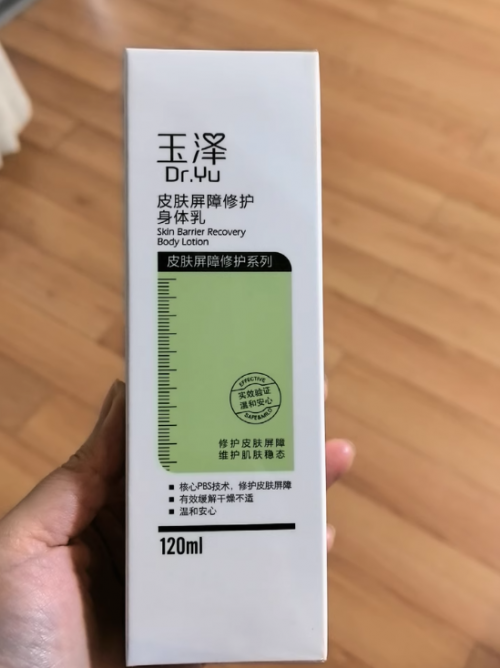 玉泽
Dr.Yu
皮肤屏障修护
身体乳
Skin Barrier Recovery
Body Lotion
皮肤屏障修护系列
EFFECTIVE
实效验证
温和安心
SAFE&MILD
修护皮肤屏障
维护肌肤稳态
■ 核心PBS技术，修护皮肤屏障
■ 有效缓解干燥不适
■ 温和安心
120ml